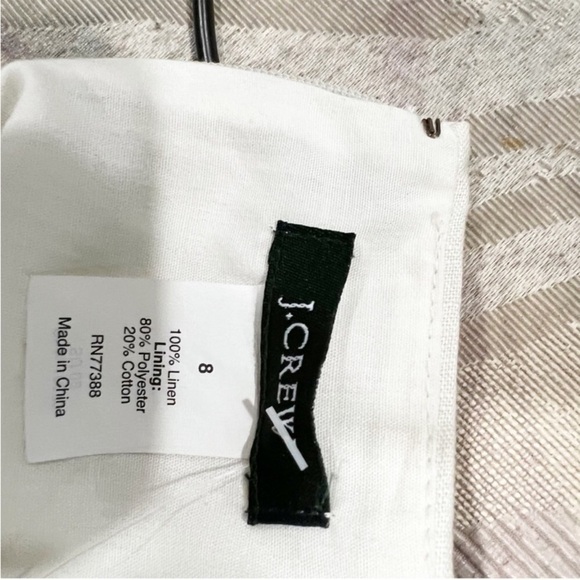 J.CREW
8
100% Linen
Lining:
80% Polyester
20% Cotton
RN77388
Made in China